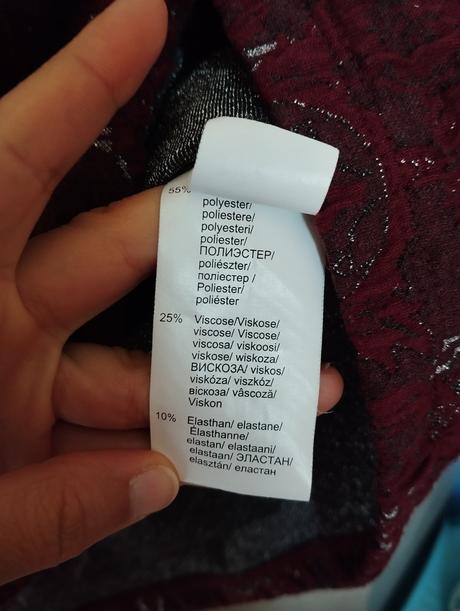 55%
polyester/
poliestere/
polyesteri/
poliester/
ПОЛИЭСТЕР/
poliészter/
поліестер /
Poliester/
poliéster
25% Viscose/Viskose/
viscose/ Viscose/
viscosa/ viskoosi/
viskose/ wiskoza/
ВИСКОЗА/ viskos/
viskóza/ viszkóz/
віскоза/ vâscoză/
Viskon
10% Elasthan/ elastane/
Élasthanne/
elastan/ elastaani/
elastaan/ ЭЛАСТАН/
elasztán/ еластан